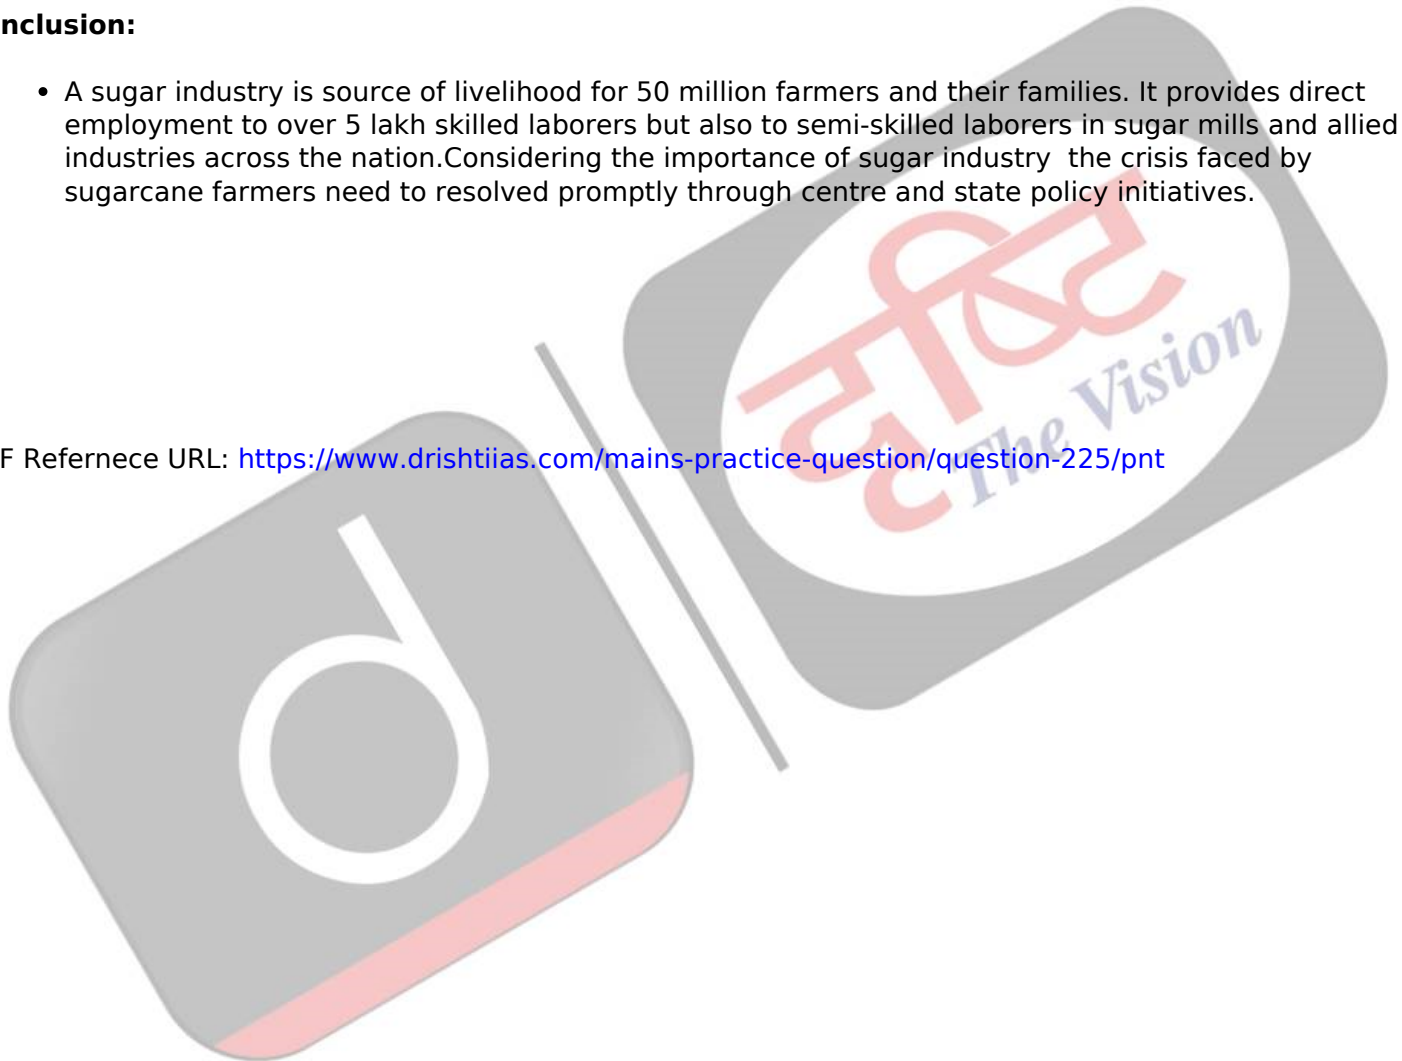 nclusion:
• A sugar industry is source of livelihood for 50 million farmers and their families. It provides direct
employment to over 5 lakh skilled laborers but also to semi-skilled laborers in sugar mills and allied
industries across the nation.Considering the importance of sugar industry  the crisis faced by
sugarcane farmers need to resolved promptly through centre and state policy initiatives.
दृष्टि
The Vision
F Refernece URL: https://www.drishtiias.com/mains-practice-question/question-225/pnt
d